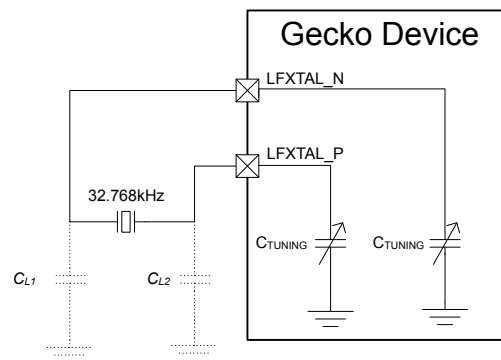 Gecko Device
LFXTAL_N
LFXTAL_P
32.768kHz
CTUNING
CTUNING
CL1
CL2